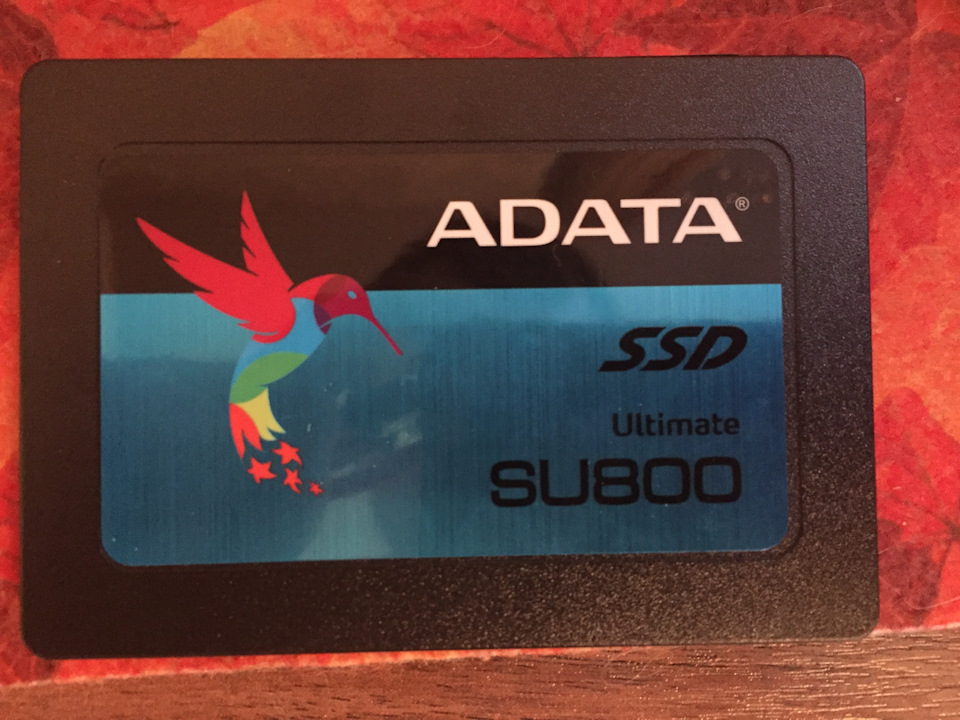 ADATA®
SSD
Ultimate
SU800